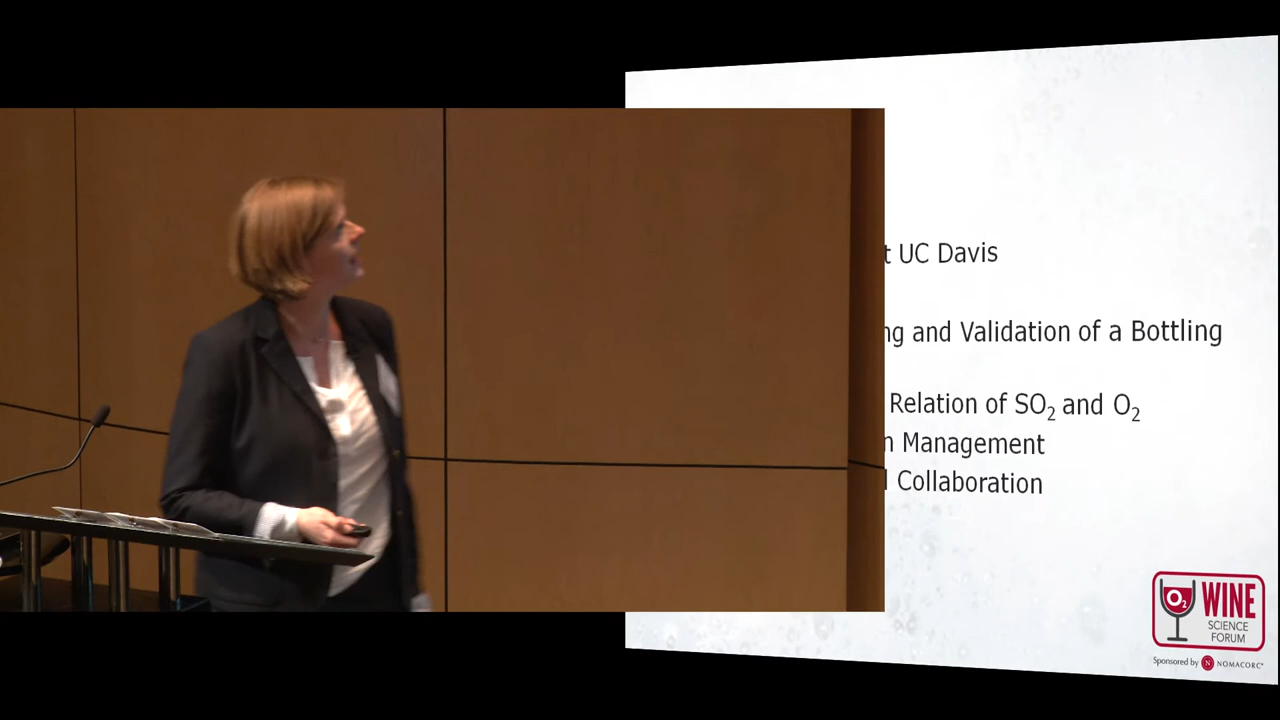 UC Davis
and Validation of a Bottling
Relation of SO₂ and O₂
Management
Collaboration
O₂
WINE
SCIENCE
FORUM
Sponsored by N NOMACORC